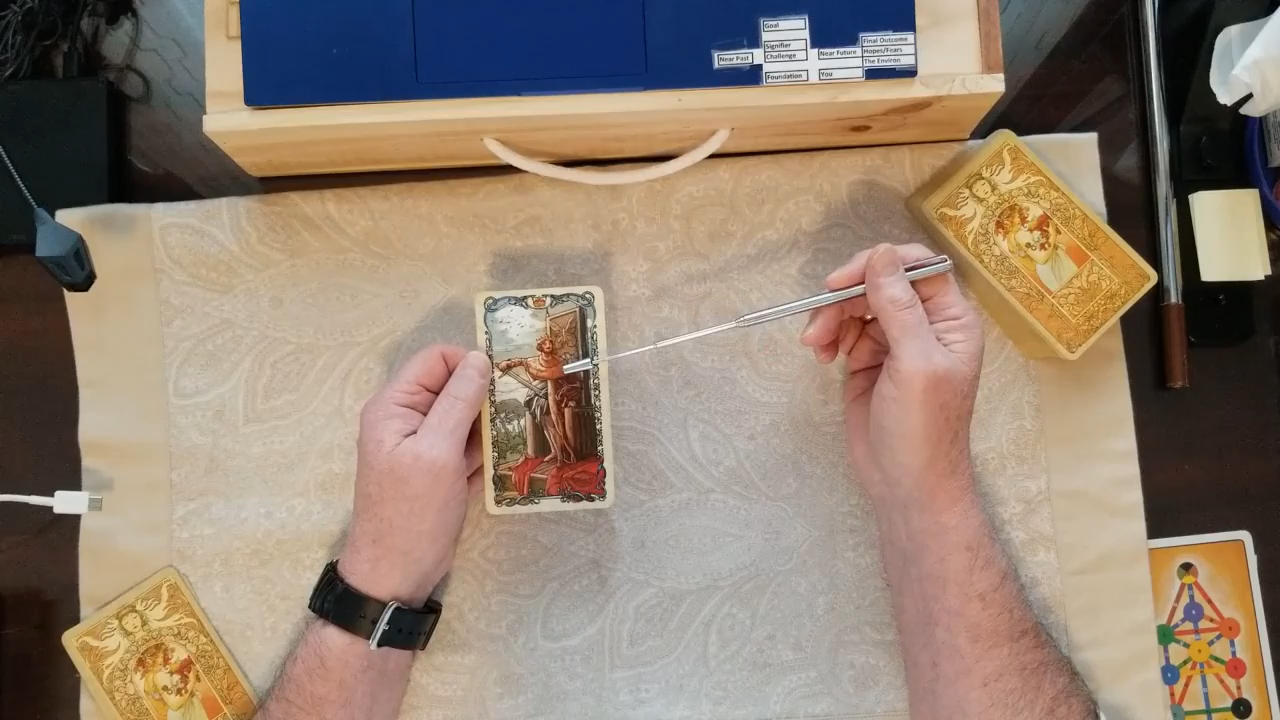 Goal
Signifier
Challenge
Near Past
Foundation
Near Future
You
Final Outcome
Hopes/Fears
The Environ